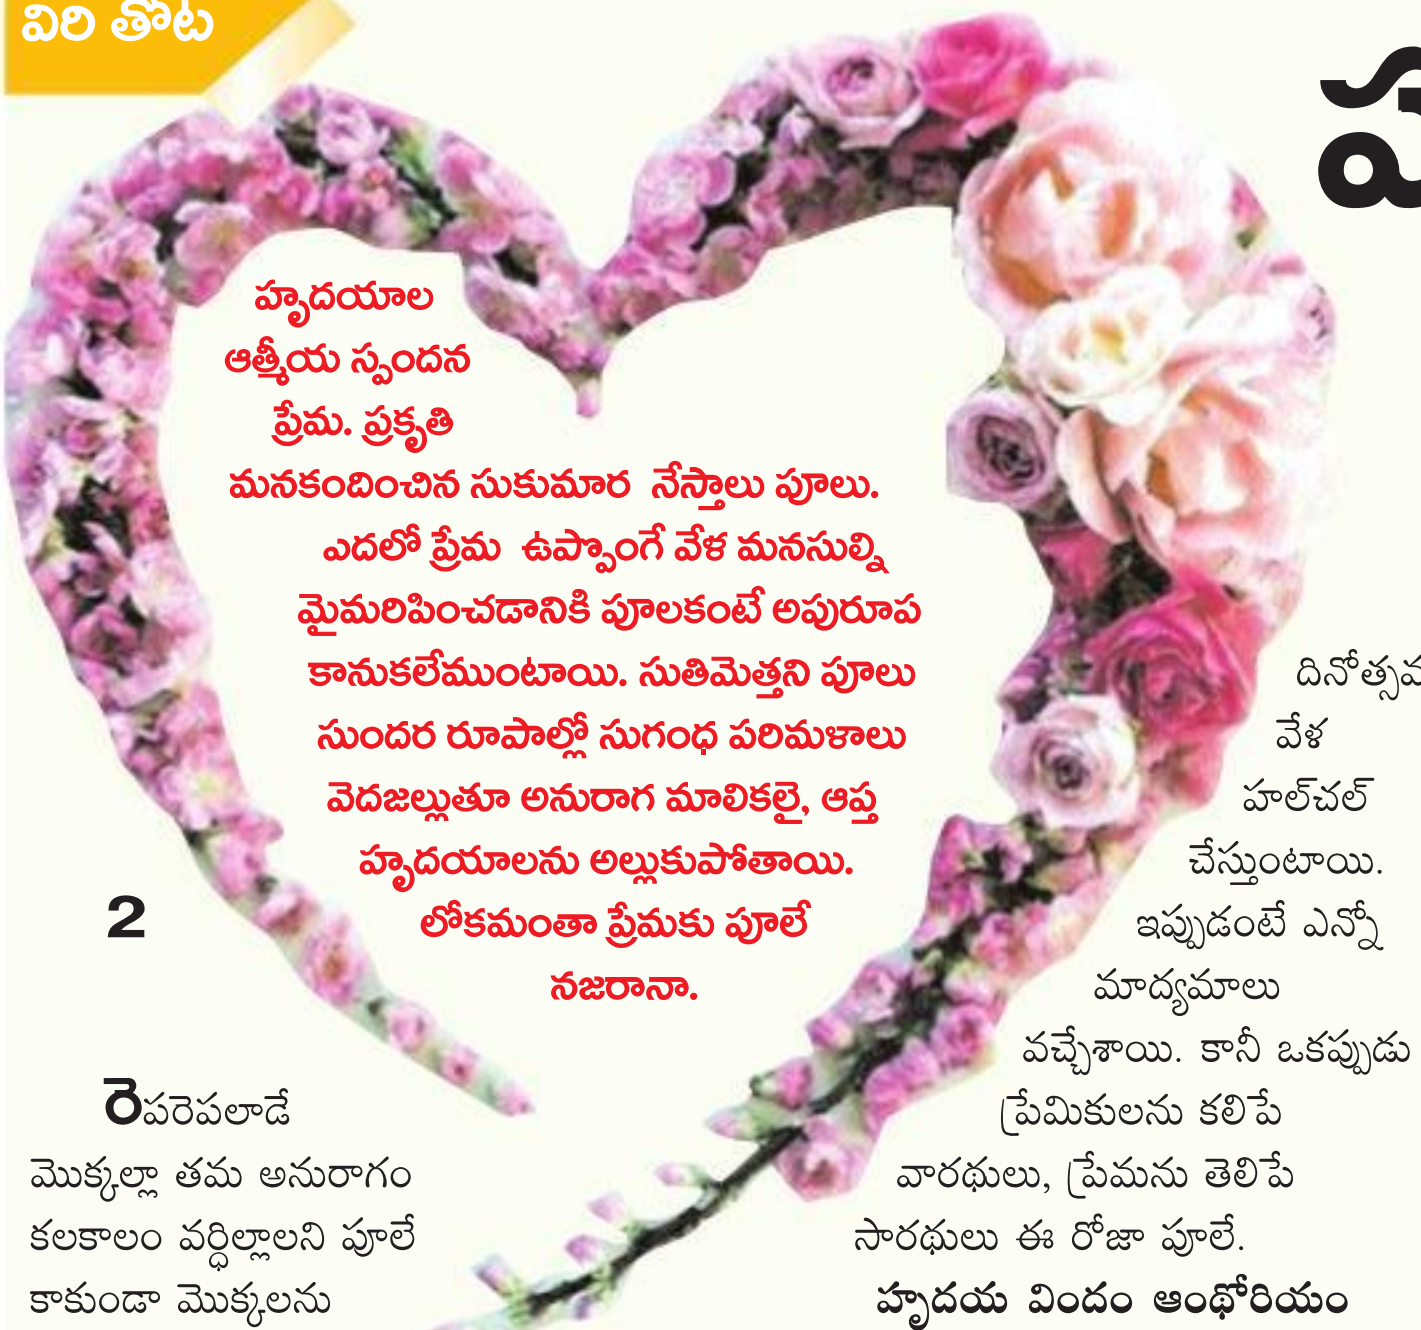 విరి తోట
హృదయాల
ఆత్మీయ స్పందన
ప్రేమ. ప్రకృతి
మనకందించిన సుకుమార నేస్తాలు పూలు.
ఎదలో ప్రేమ ఉప్పొంగే వేళ మనసుల్ని
మైమరిపించడానికి పూలకంటే అపురూప
కానుకలేముంటాయి. సుతిమెత్తని పూలు
సుందర రూపాల్లో సుగంధ పరిమళాలు
వెదజల్లుతూ అనురాగ మాలికలై, ఆప్త
హృదయాలను అల్లుకుపోతాయి.
లోకమంతా ప్రేమకు పూలే
నజరానా.
2
రెపరెపలాడే
మొక్కల్లా తమ అనురాగం
కలకాలం వర్ధిల్లాలని పూలే
కాకుండా మొక్కలను
దినోత్సవ
వేళ
హల్‌చల్
చేస్తుంటాయి.
ఇప్పుడంటే ఎన్నో
మాద్యమాలు
వచ్చేశాయి. కానీ ఒకప్పుడు
ప్రేమికులను కలిపే
వారథులు, ప్రేమను తెలిపే
సారథులు ఈ రోజా పూలే.
హృదయ విందం ఆంథోరియం